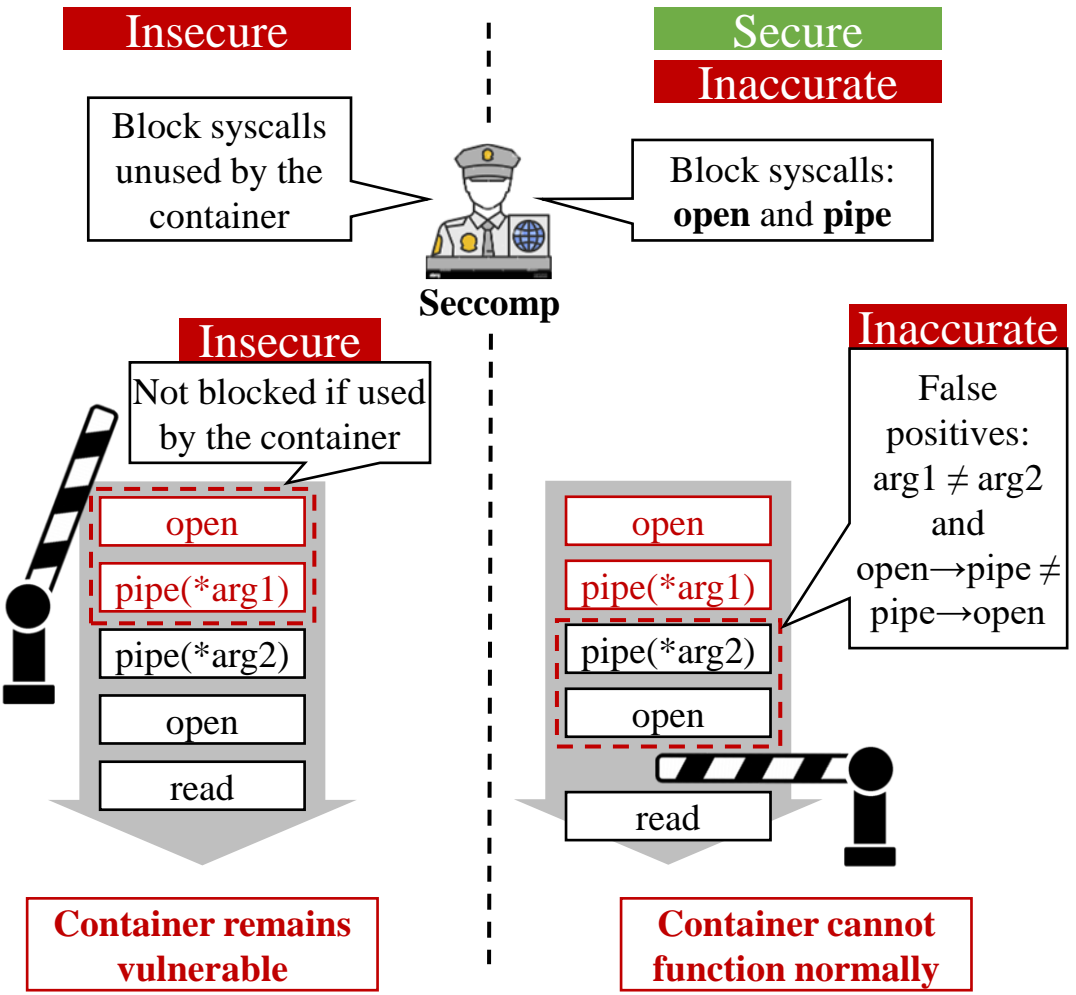 Insecure
Secure
Inaccurate
Block syscalls
unused by the
container
Block syscalls:
open and pipe
Seccomp
Insecure
Not blocked if used
by the container
open
pipe(*arg1)
pipe(*arg2)
open
read
Container remains
vulnerable
Inaccurate
False
positives:
arg1 ≠ arg2
and
open→pipe ≠
pipe→open
open
pipe(*arg1)
pipe(*arg2)
open
read
Container cannot
function normally